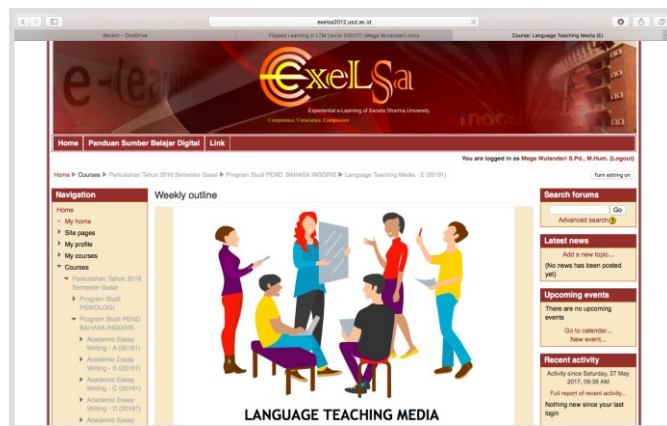 exelsa2012.usd.ac.id
Recent - OneDrive
Flipped Learning in LTM (revisi 010217) (Mega Wulandari).docx
Course: Language Teaching Media (E)
e-learning
ExeLSa
Experiential e-Learning of Sanata Dharma University
Competence, Conscience, Compassion
Home
Panduan Sumber Belajar Digital
Link
You are logged in as Mega Wulandari S.Pd., M.Hum. (Logout)
Home ► Courses ► Perkuliahan Tahun 2016 Semester Gasal ► Program Studi PEND. BAHASA INGGRIS ► Language Teaching Media - E (20161)
Turn editing on
Navigation
Home
My home
Site pages
My profile
My courses
Courses
Perkuliahan Tahun 2016
Semester Gasal
Program Studi
PSIKOLOGI
Program Studi PEND.
BAHASA INGGRIS
Academic Essay
Writing - A (20161)
Academic Essay
Writing - B (20161)
Academic Essay
Writing - C (20161)
Academic Essay
Writing - D (20161)
Academic Essay
Weekly outline
LANGUAGE TEACHING MEDIA
Search forums
Go
Advanced search
Latest news
Add a new topic...
(No news has been posted
yet)
Upcoming events
There are no upcoming
events
Go to calendar...
New event...
Recent activity
Activity since Saturday, 27 May
2017, 09:38 AM
Full report of recent activity...
Nothing new since your last
login